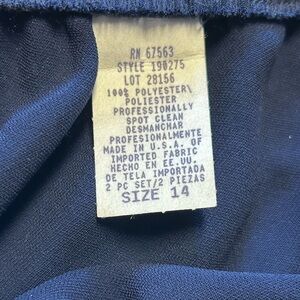 RN 67563
STYLE 190275
LOT 28156
100% POLYESTER\
POLIESTER
PROFESSIONALLY
SPOT CLEAN
DESMANCHAR
PROFESIONALMENTE
MADE IN U.S.A. OF
IMPORTED FABRIC
HECHO EN EE.UU.
DE TELA IMPORTADA
2 PC SET/2 PIEZAS
SIZE 14